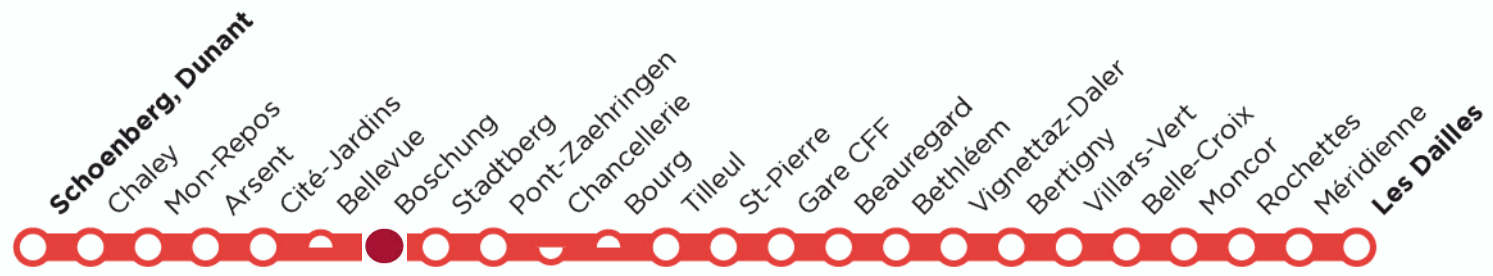 Schoenberg, Dunant
Chaley
Mon-Repos
Arsent
Cité-Jardins
Bellevue
Boschung
Stadtberg
Pont-Zaehringen
Chancellerie
Bourg
Tilleul
St-Pierre
Gare CFF
Beauregard
Bethléem
Vignettaz-Daler
Bertigny
Villars-Vert
Belle-Croix
Moncor
Rochettes
Méridienne
Les Dailles